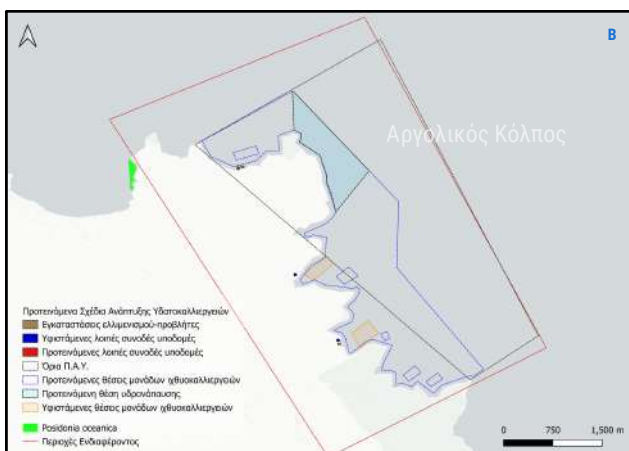 B
Αργολικός Κόλπος
Προτεινόμενα Σχέδια Ανάπτυξης Υδατοκαλλιεργειών
Εγκαταστάσεις ελλιμενισμού-προβλήτες
Υφιστάμενες λοιπές συνοδές υποδομές
Προτεινόμενες λοιπές συνοδές υποδομές
Όρια Π.Α.Υ.
Προτεινόμενες θέσεις μονάδων ιχθυοκαλλιεργειών
Προτεινόμενη θέση υδρονάπαυσης
Υφιστάμενες θέσεις μονάδων ιχθυοκαλλιεργειών
Posidonia oceanica
Περιοχές Ενδιαφέροντος
0 750 1,500 m